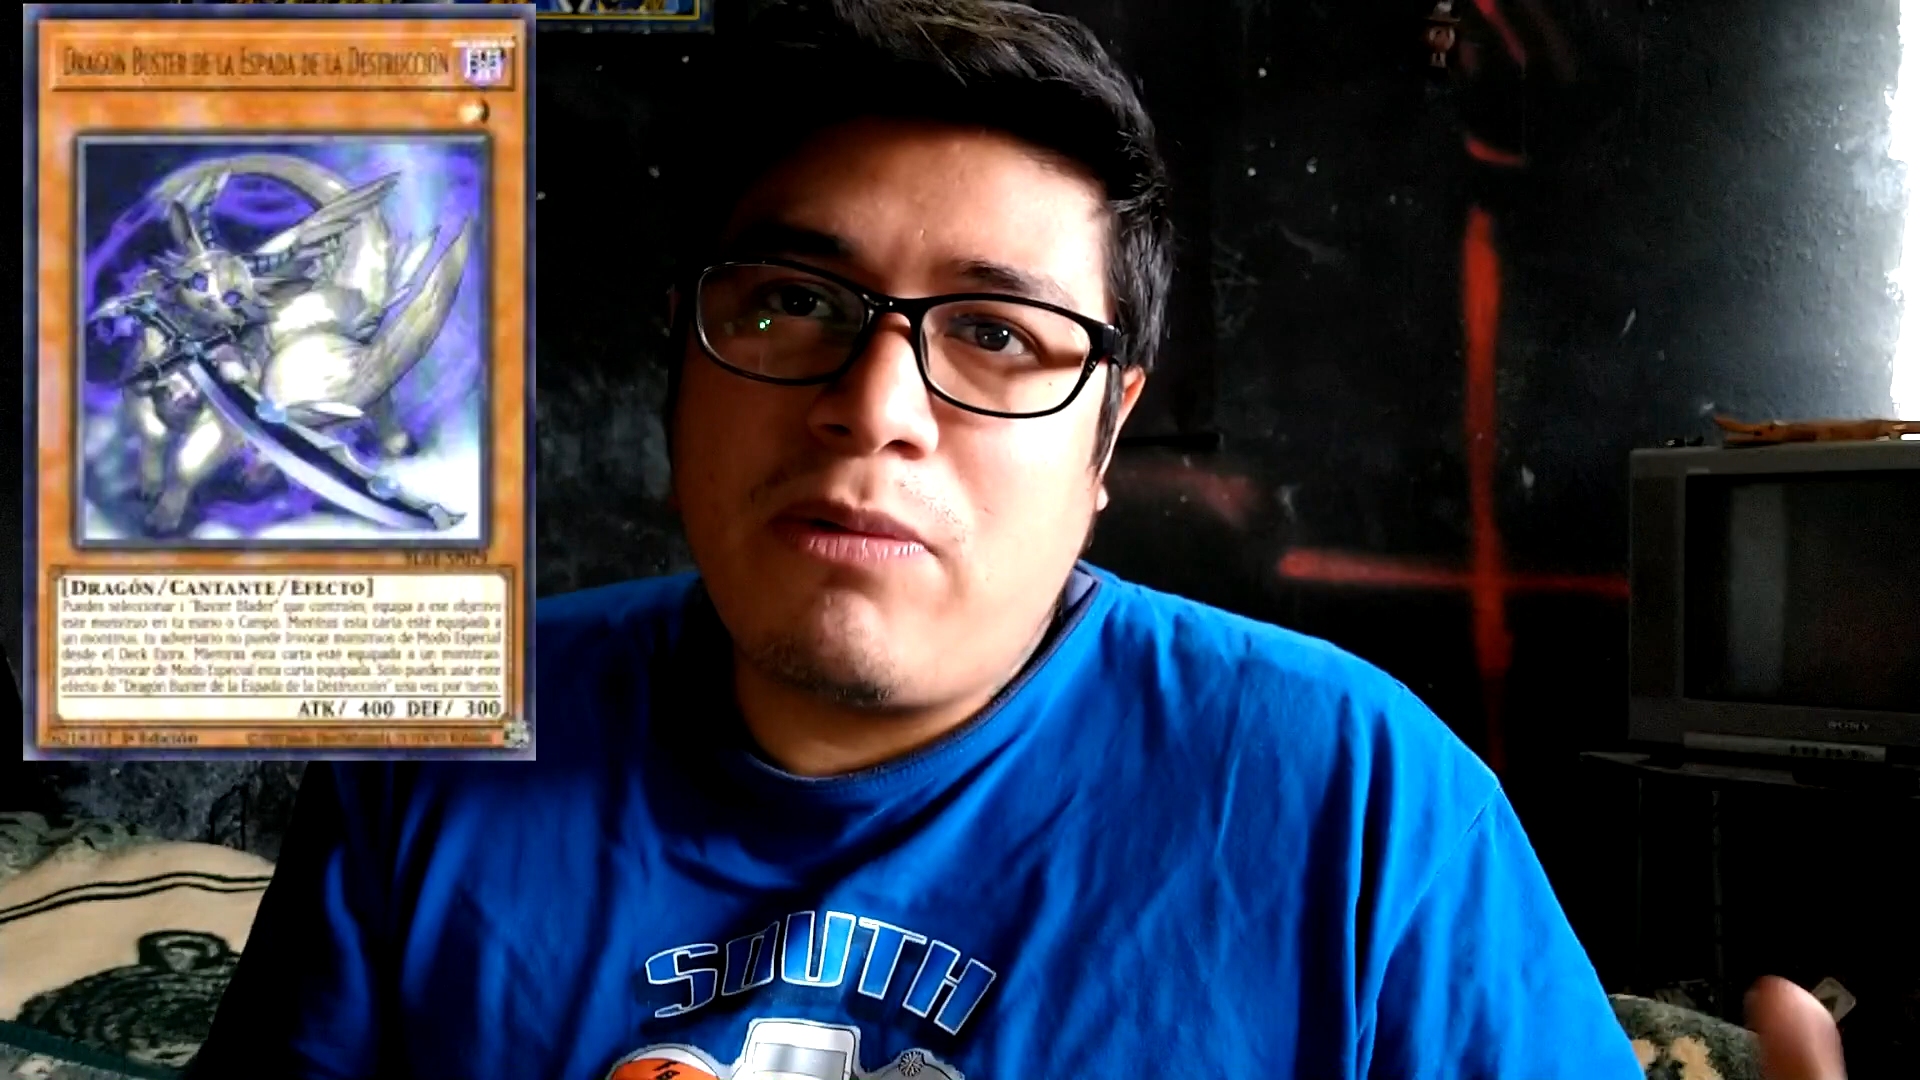 DRAGÓN BUSTER DE LA ESPADA DE LA DESTRUCCIÓN
[DRAGÓN/CANTANTE/EFECTO]
Puedes seleccionar 1 "Buster Blader" que controles; equipa a ese objetivo
este monstruo en tu mano o Campo. Mientras esta carta esté equipada a
un monstruo, tu adversario no puede Invocar monstruos de Modo Especial
desde el Deck Extra. Mientras esta carta esté equipada a un monstruo:
puedes Invocar de Modo Especial esta carta equipada. Sólo puedes usar este
efecto de "Dragón Buster de la Espada de la Destrucción" una vez por turno.
ATK/ 400 DEF/ 300
1ª Edición
SONY
SOUTH